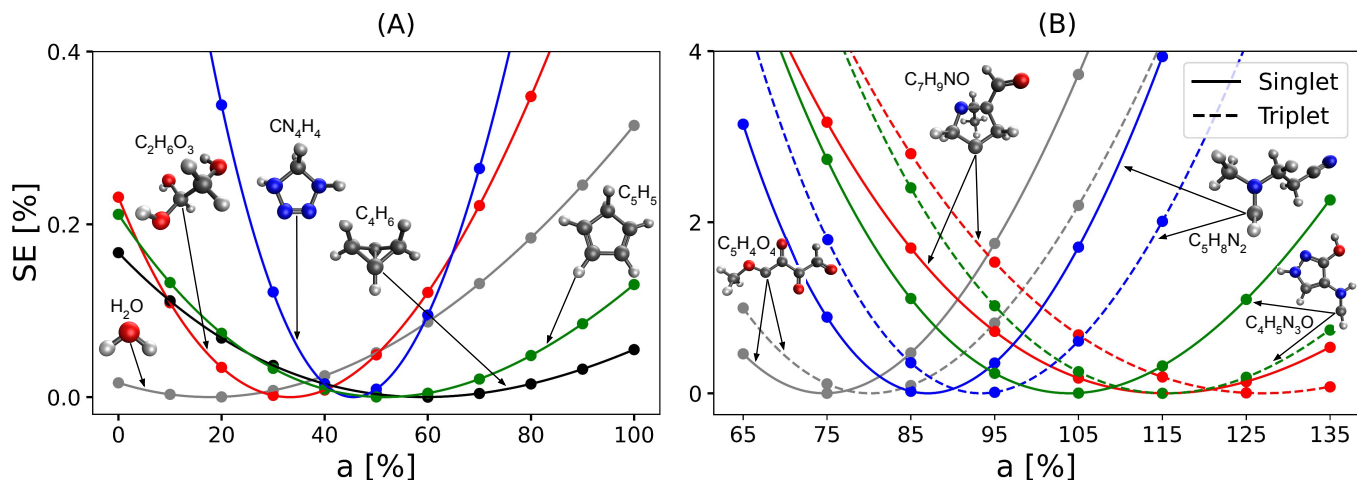 (A)
(B)
SE [%]
0.4
0.2
0.0
0
20
40
60
80
100
a [%]
H₂O
C₂H₆O₃
CN₄H₄
C₄H₆
C₅H₅
4
2
0
65
75
85
95
105
115
125
135
a [%]
C₇H₉NO
C₅H₄O₄
C₅H₈N₂
C₄H₅N₃O
Singlet
Triplet